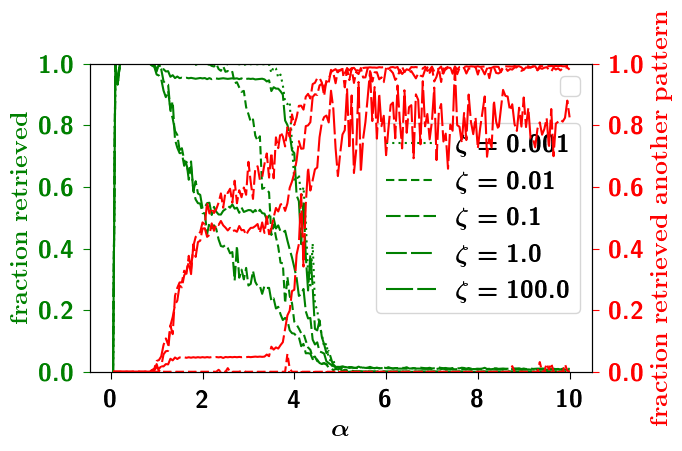 fraction retrieved
1.0
0.8
0.6
0.4
0.2
0.0
ζ = 0.001
ζ = 0.01
ζ = 0.1
ζ = 1.0
ζ = 100.0
1.0
0.8
0.6
0.4
0.2
0.0
fraction retrieved another pattern
0 2 4 6 8 10
α